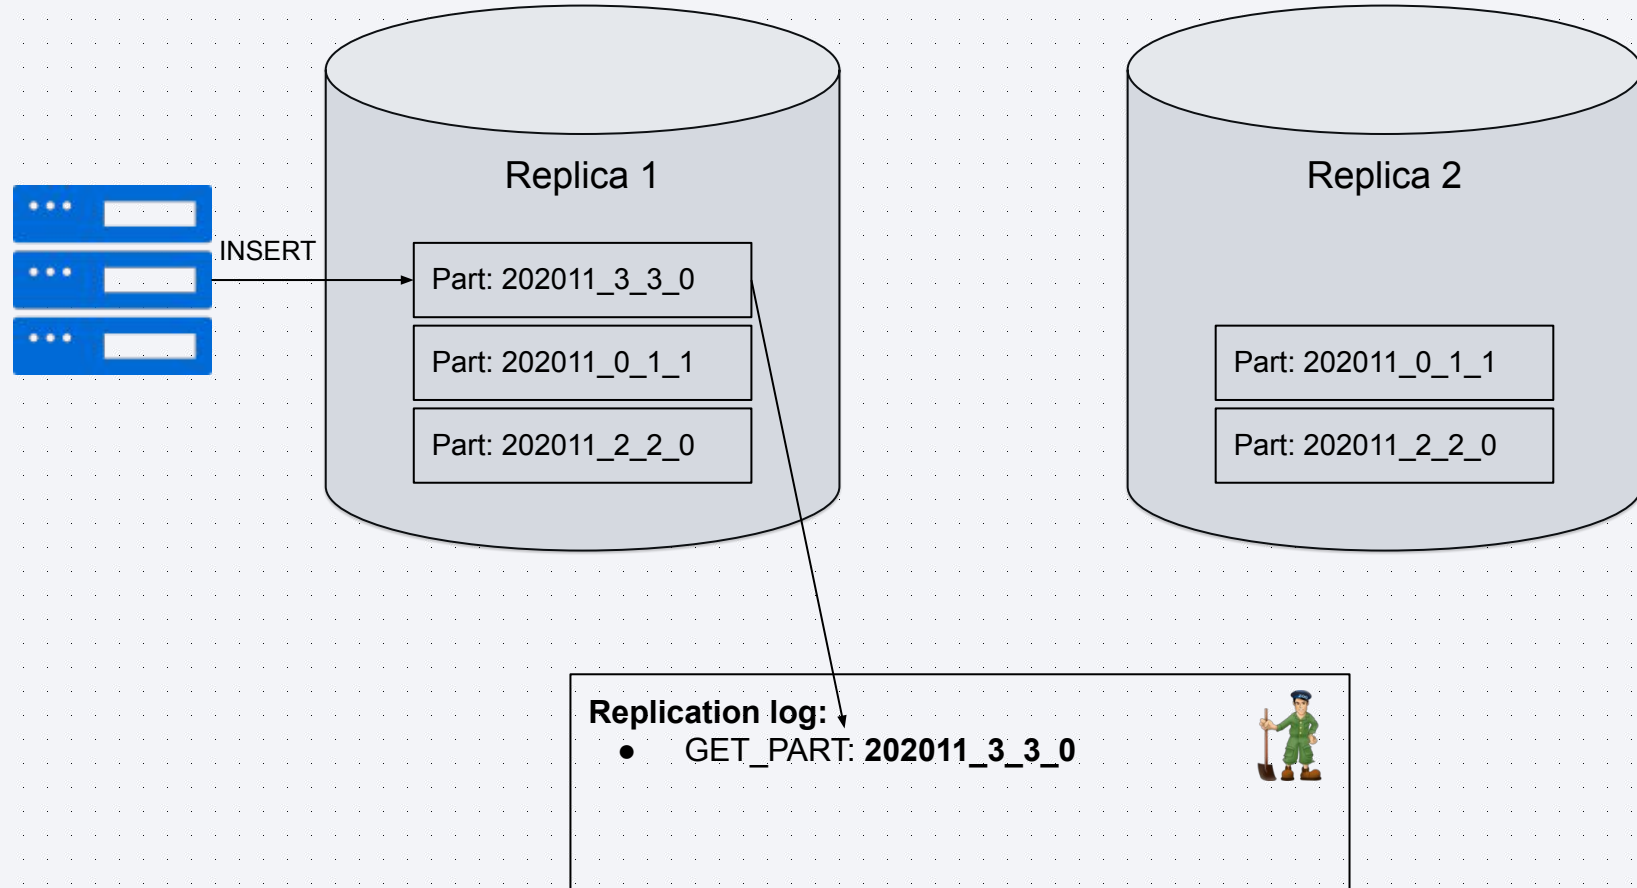 Replica 1
Replica 2
INSERT
Part: 202011_3_3_0
Part: 202011_0_1_1
Part: 202011_2_2_0
Part: 202011_0_1_1
Part: 202011_2_2_0
Replication log:
● GET_PART: 202011_3_3_0